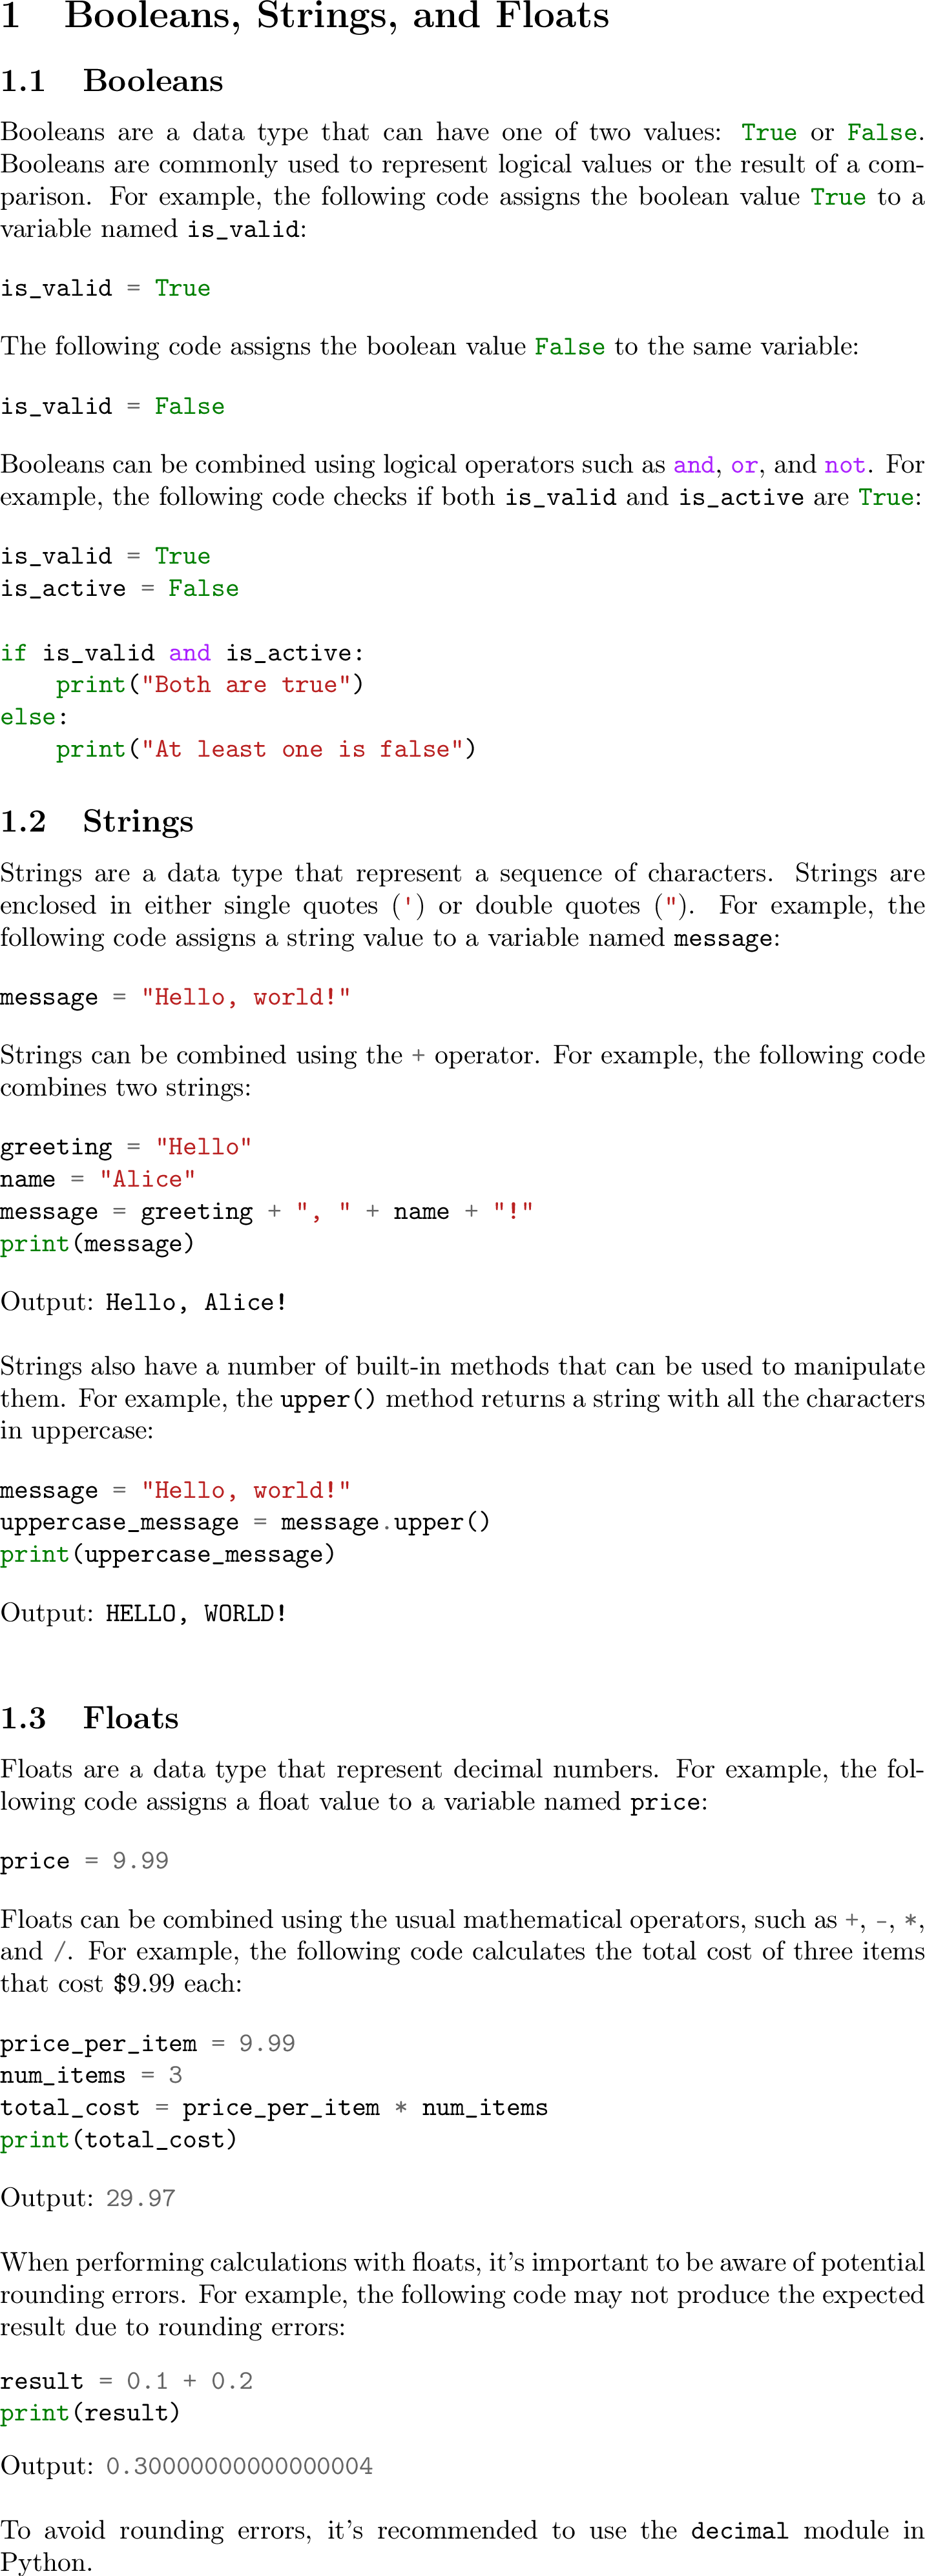 1 Booleans, Strings, and Floats
1.1 Booleans
Booleans are a data type that can have one of two values: True or False.
Booleans are commonly used to represent logical values or the result of a com-
parison. For example, the following code assigns the boolean value True to a
variable named is_valid:
is_valid = True
The following code assigns the boolean value False to the same variable:
is_valid = False
Booleans can be combined using logical operators such as and, or, and not. For
example, the following code checks if both is_valid and is_active are True:
is_valid = True
is_active = False
if is_valid and is_active:
    print("Both are true")
else:
    print("At least one is false")
1.2 Strings
Strings are a data type that represent a sequence of characters. Strings are
enclosed in either single quotes (') or double quotes ("). For example, the
following code assigns a string value to a variable named message:
message = "Hello, world!"
Strings can be combined using the + operator. For example, the following code
combines two strings:
greeting = "Hello"
name = "Alice"
message = greeting + ", " + name + "!"
print(message)
Output: Hello, Alice!
Strings also have a number of built-in methods that can be used to manipulate
them. For example, the upper() method returns a string with all the characters
in uppercase:
message = "Hello, world!"
uppercase_message = message.upper()
print(uppercase_message)
Output: HELLO, WORLD!
1.3 Floats
Floats are a data type that represent decimal numbers. For example, the fol-
lowing code assigns a float value to a variable named price:
price = 9.99
Floats can be combined using the usual mathematical operators, such as +, -, *,
and /. For example, the following code calculates the total cost of three items
that cost $9.99 each:
price_per_item = 9.99
num_items = 3
total_cost = price_per_item * num_items
print(total_cost)
Output: 29.97
When performing calculations with floats, it's important to be aware of potential
rounding errors. For example, the following code may not produce the expected
result due to rounding errors:
result = 0.1 + 0.2
print(result)
Output: 0.30000000000000004
To avoid rounding errors, it's recommended to use the decimal module in
Python.